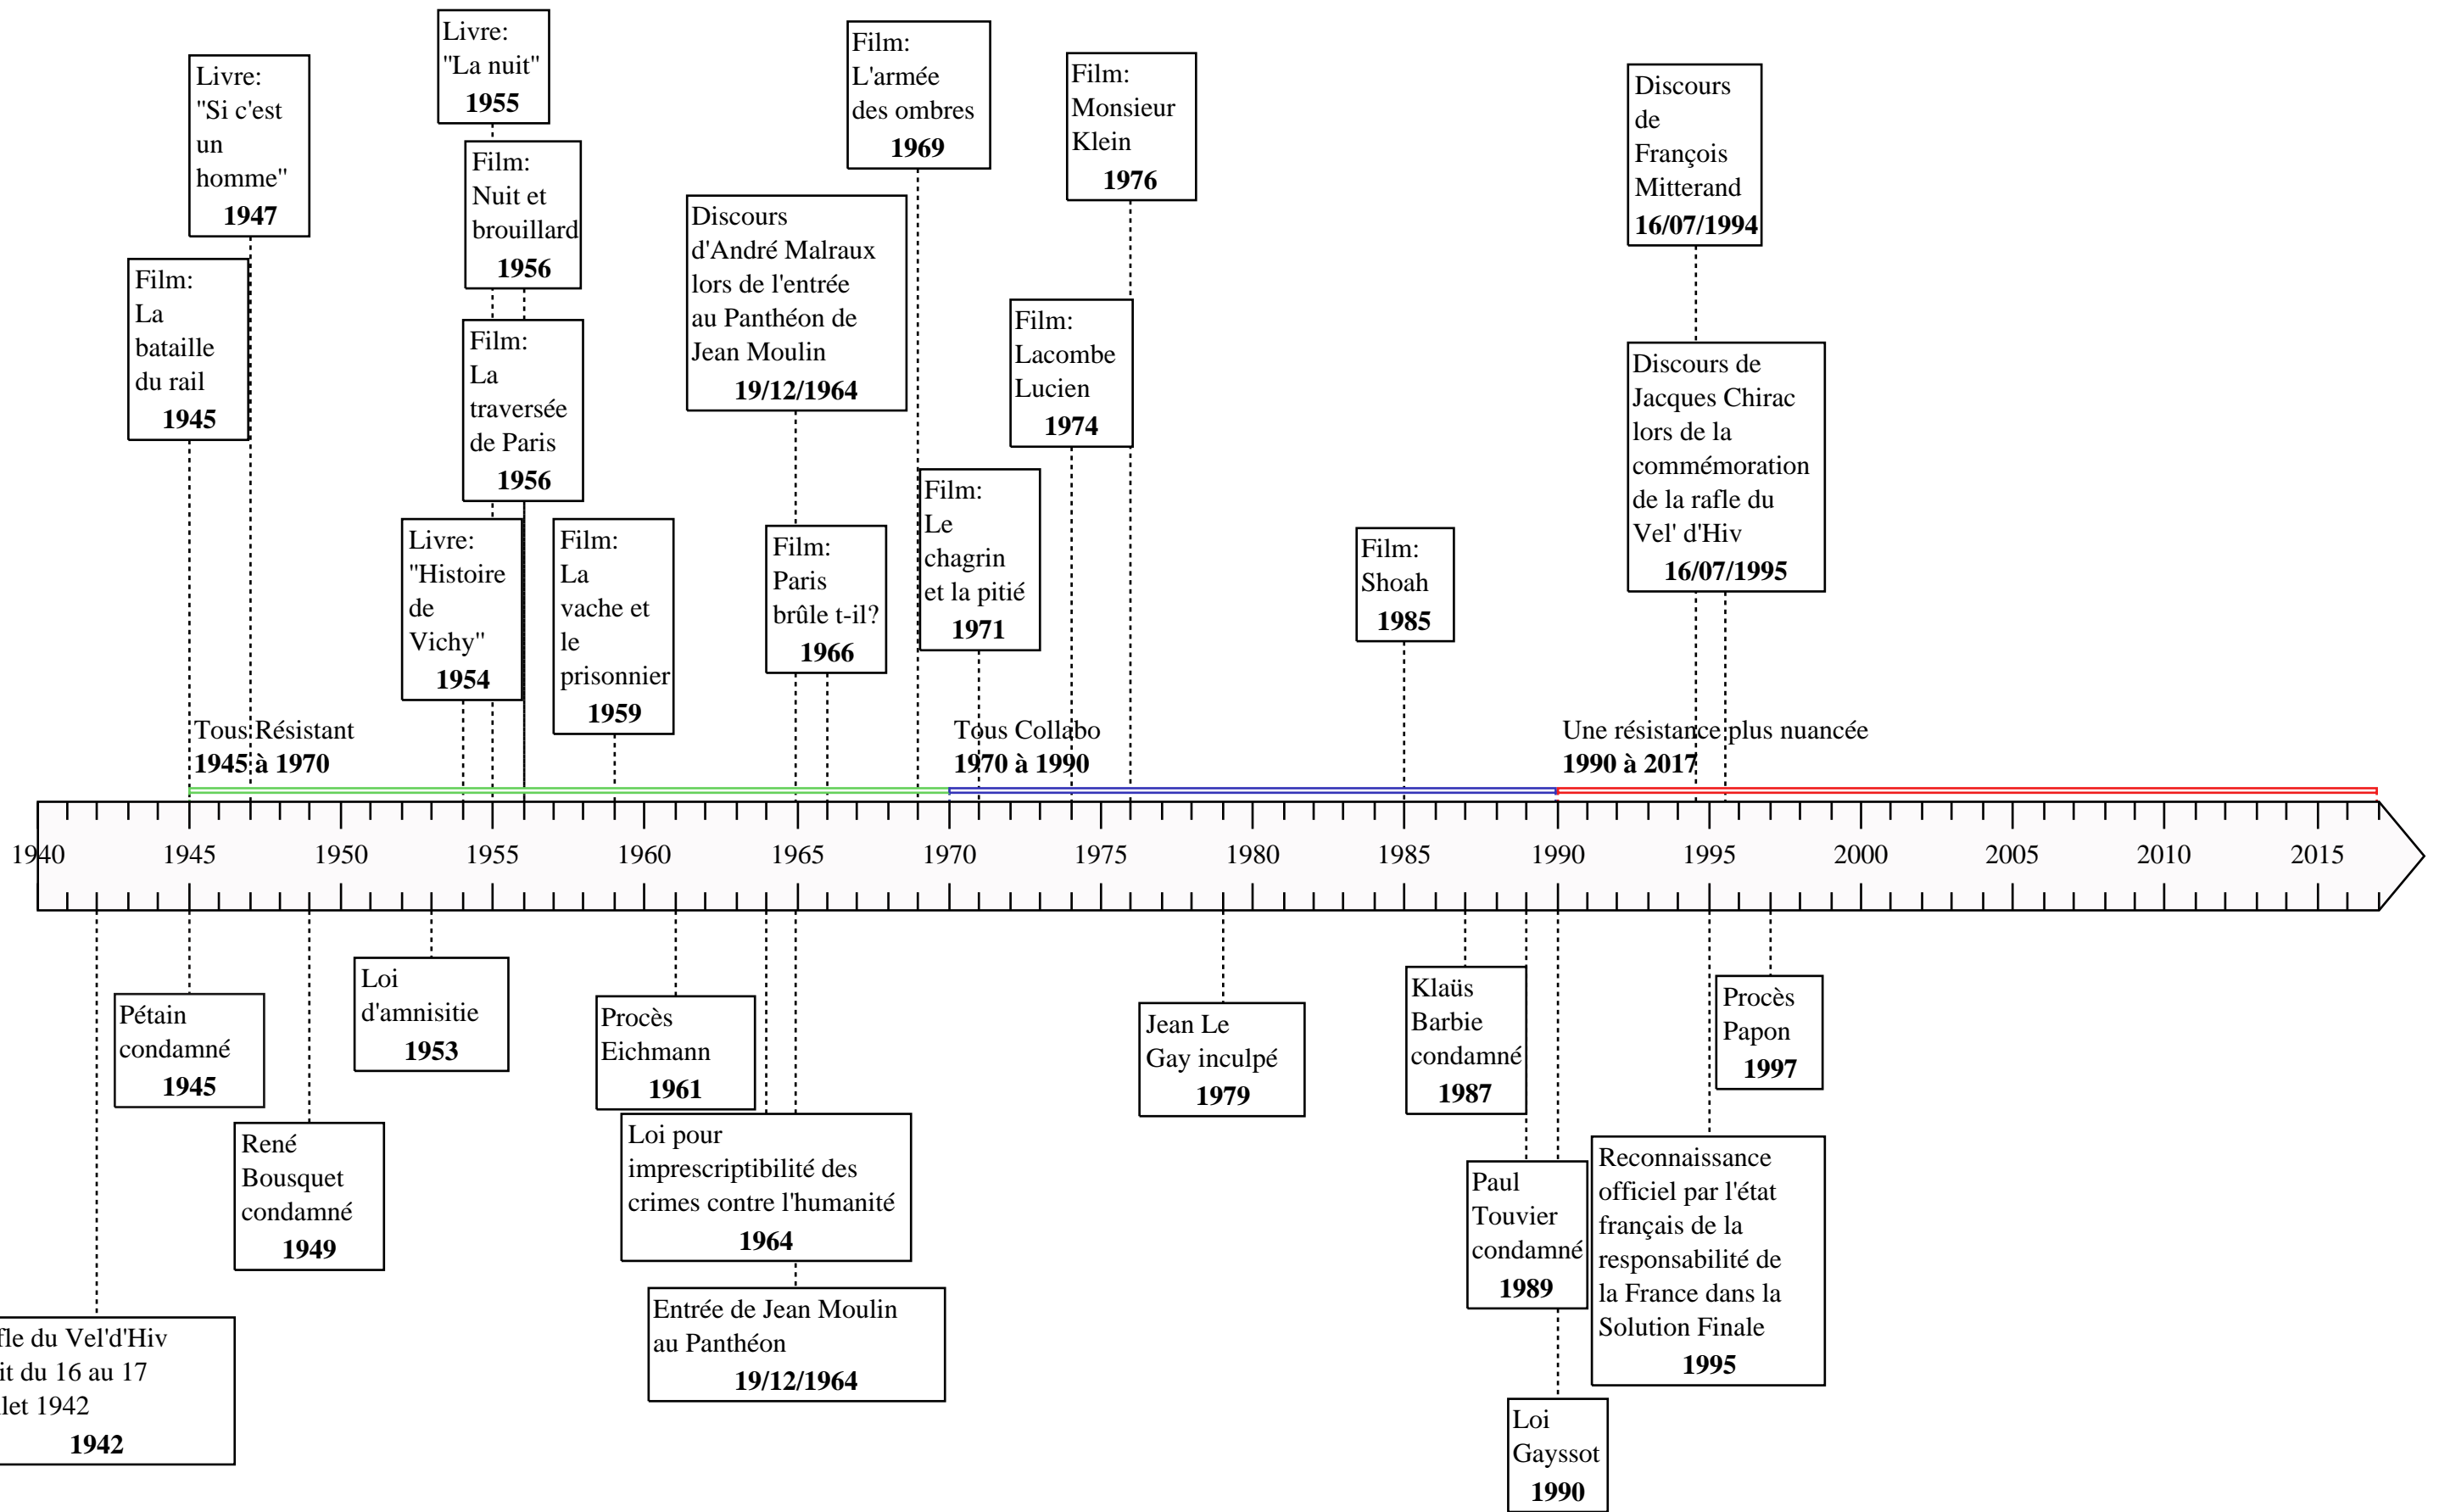 Livre:
"La nuit"
1955
Film:
L'armée
des ombres
1969
Livre:
"Si c'est
un
homme"
1947
Film:
Monsieur
Klein
1976
Discours
de
François
Mitterand
16/07/1994
Film:
Nuit et
brouillard
1956
Discours
d'André Malraux
lors de l'entrée
au Panthéon de
Jean Moulin
19/12/1964
Film:
La
bataille
du rail
1945
Film:
Lacombe
Lucien
1974
Film:
La
traversée
de Paris
1956
Discours de
Jacques Chirac
lors de la
commémoration
de la rafle du
Vel' d'Hiv
16/07/1995
Film:
Le
chagrin
et la pitié
1971
Livre:
"Histoire
de
Vichy"
1954
Film:
La
vache et
le
prisonnier
1959
Film:
Paris
brûle t-il?
1966
Film:
Shoah
1985
Tous Résistant
1945 à 1970
Tous Collabo
1970 à 1990
Une résistance plus nuancée
1990 à 2017
1940 1945 1950 1955 1960 1965 1970 1975 1980 1985 1990 1995 2000 2005 2010 2015
Loi
d'amnisitie
1953
Klaüs
Barbie
condamné
1987
Procès
Papon
1997
Pétain
condamné
1945
Procès
Eichmann
1961
Jean Le
Gay inculpé
1979
Loi pour
imprescriptibilité des
crimes contre l'humanité
1964
René
Bousquet
condamné
1949
Reconnaissance
officiel par l'état
français de la
responsabilité de
la France dans la
Solution Finale
1995
Paul
Touvier
condamné
1989
Entrée de Jean Moulin
au Panthéon
19/12/1964
du Vel'd'Hiv
du 16 au 17
1942
1942
Loi
Gayssot
1990